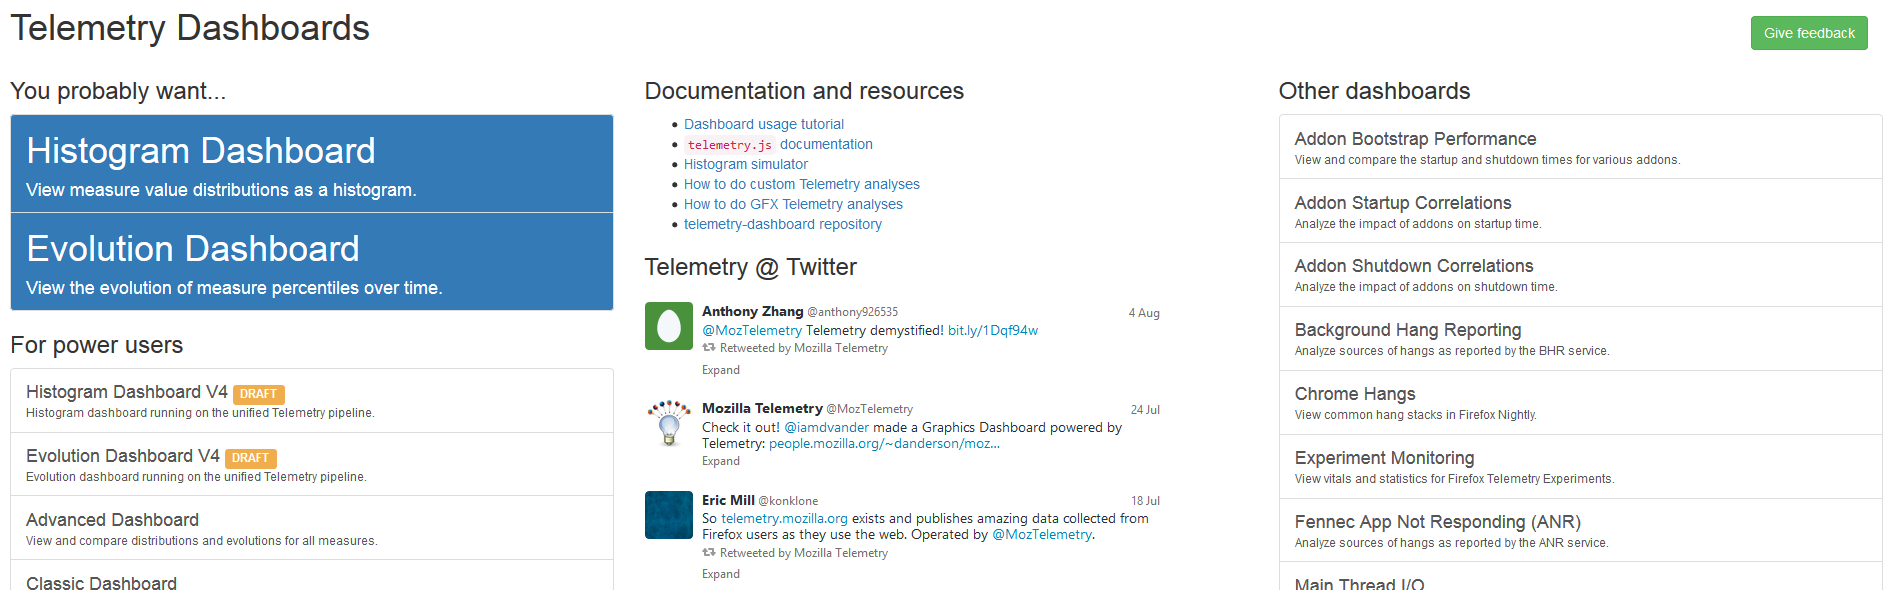 Telemetry Dashboards
Give feedback
You probably want...
Histogram Dashboard
View measure value distributions as a histogram.
Evolution Dashboard
View the evolution of measure percentiles over time.
For power users
Histogram Dashboard V4 DRAFT
Histogram dashboard running on the unified Telemetry pipeline.
Evolution Dashboard V4 DRAFT
Evolution dashboard running on the unified Telemetry pipeline.
Advanced Dashboard
View and compare distributions and evolutions for all measures.
Classic Dashboard
Documentation and resources
Dashboard usage tutorial
telemetry.js documentation
Histogram simulator
How to do custom Telemetry analyses
How to do GFX Telemetry analyses
telemetry-dashboard repository
Telemetry @ Twitter
Anthony Zhang @anthony926535 4 Aug
@MozTelemetry Telemetry demystified! bit.ly/1Dqf94w
Retweeted by Mozilla Telemetry
Expand
Mozilla Telemetry @MozTelemetry 24 Jul
Check it out! @iamdvander made a Graphics Dashboard powered by
Telemetry: people.mozilla.org/~danderson/moz...
Expand
Eric Mill @konklone 18 Jul
So telemetry.mozilla.org exists and publishes amazing data collected from
Firefox users as they use the web. Operated by @MozTelemetry.
Retweeted by Mozilla Telemetry
Expand
Other dashboards
Addon Bootstrap Performance
View and compare the startup and shutdown times for various addons.
Addon Startup Correlations
Analyze the impact of addons on startup time.
Addon Shutdown Correlations
Analyze the impact of addons on shutdown time.
Background Hang Reporting
Analyze sources of hangs as reported by the BHR service.
Chrome Hangs
View common hang stacks in Firefox Nightly.
Experiment Monitoring
View vitals and statistics for Firefox Telemetry Experiments.
Fennec App Not Responding (ANR)
Analyze sources of hangs as reported by the ANR service.
Main Thread I/O